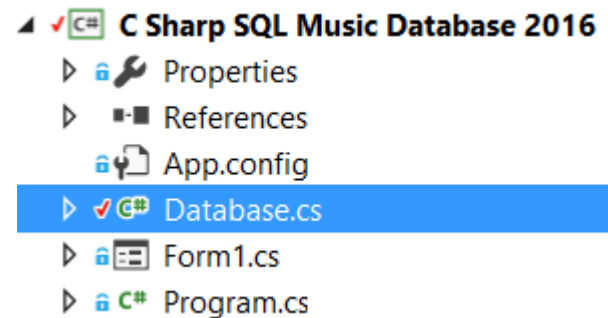 C# C Sharp SQL Music Database 2016
Properties
References
App.config
C# Database.cs
Form1.cs
C# Program.cs